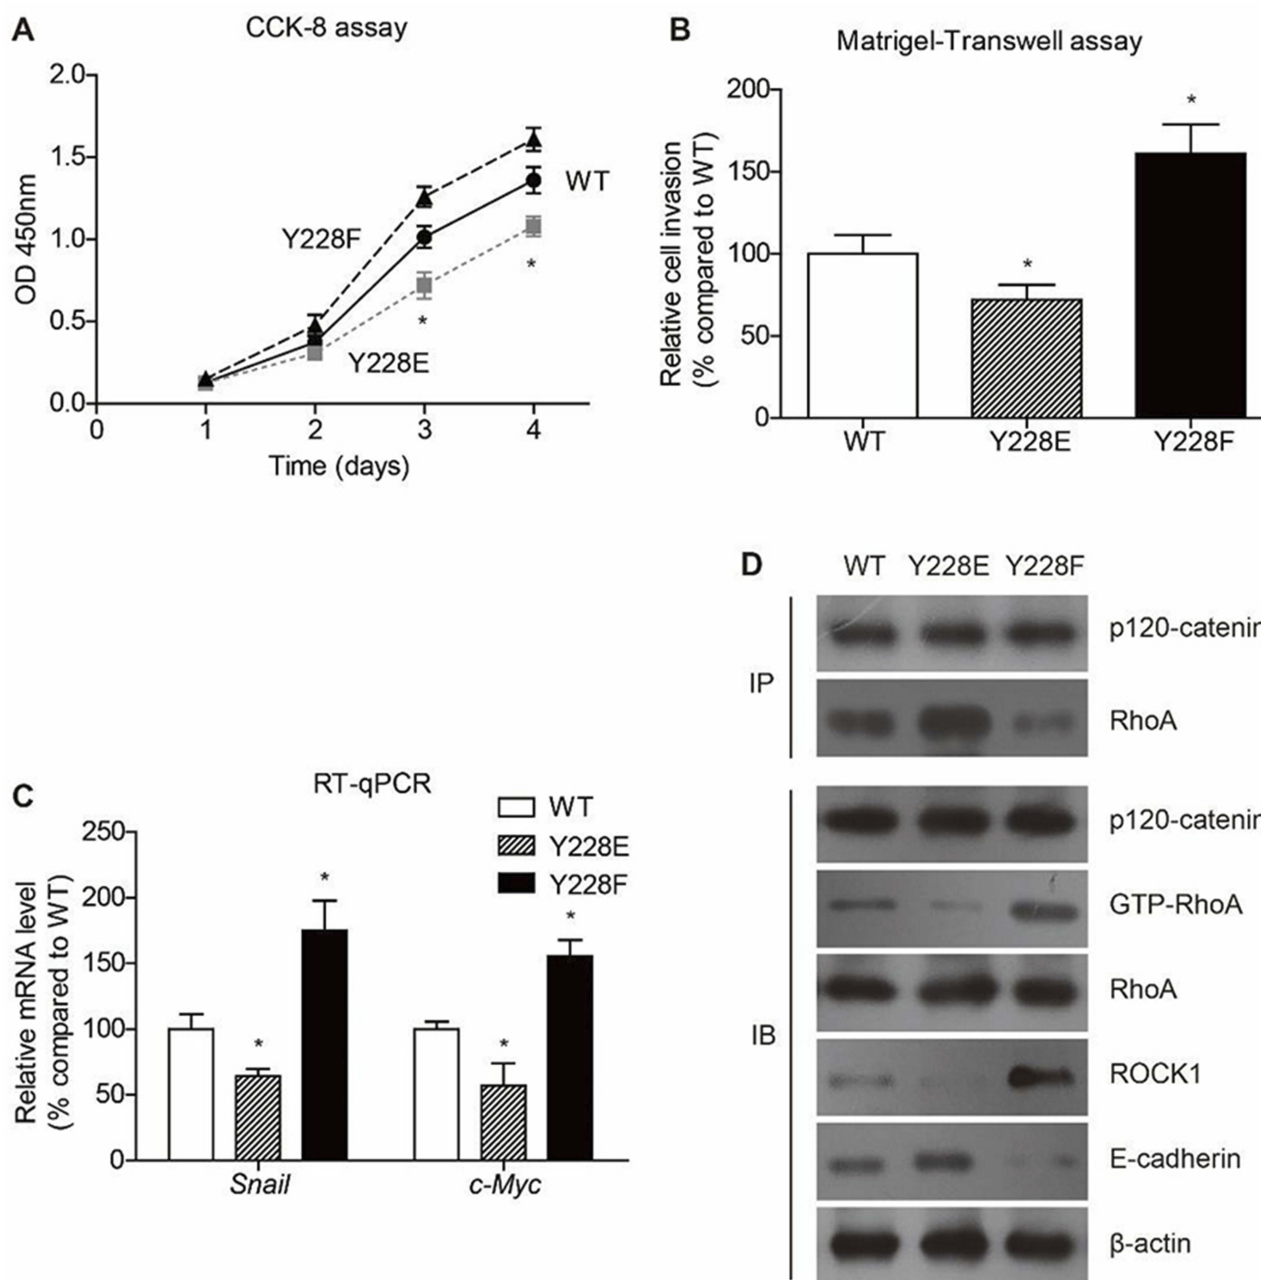 A
CCK-8 assay
2.0
1.5
1.0
0.5
0.0
OD 450nm
0
1
2
3
4
Time (days)
Y228F
WT
Y228E
*
*
B
Matrigel-Transwell assay
200
150
100
50
0
Relative cell invasion
(% compared to WT)
*
*
WT
Y228E
Y228F
C
RT-qPCR
WT
Y228E
Y228F
250
200
150
100
50
0
Relative mRNA level
(% compared to WT)
*
*
*
*
Snail
c-Myc
D
WT Y228E Y228F
IP
p120-catenin
RhoA
IB
p120-catenin
GTP-RhoA
RhoA
ROCK1
E-cadherin
β-actin